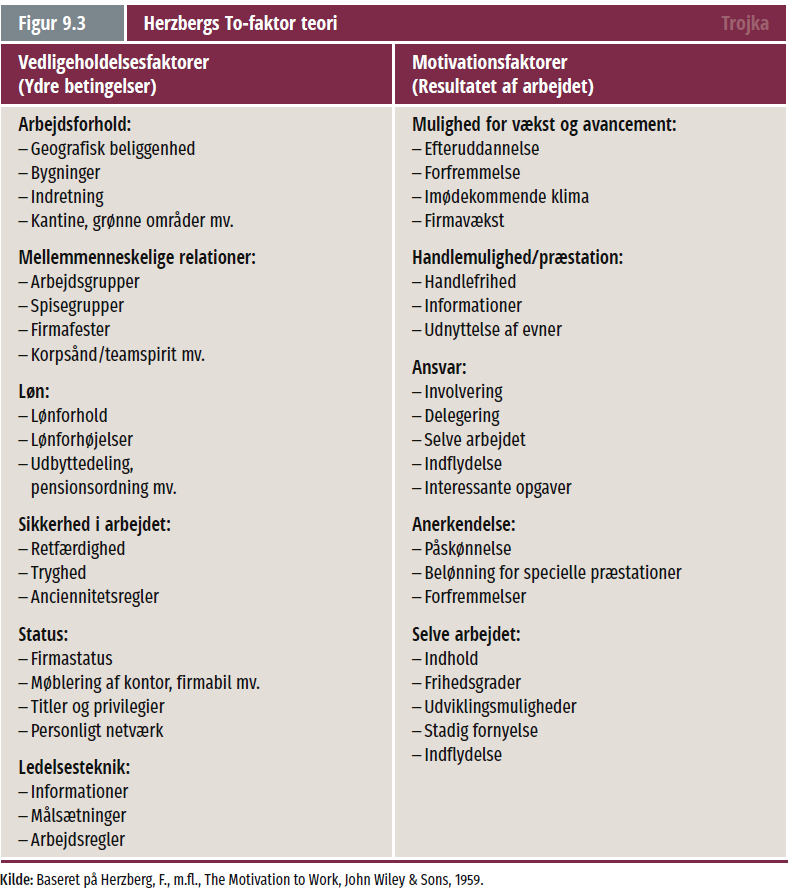 Figur 9.3
Herzbergs To-faktor teori
Trojka
Vedligeholdelsesfaktorer
(Ydre betingelser)
Arbejdsforhold:
– Geografisk beliggenhed
– Bygninger
– Indretning
– Kantine, grønne områder mv.
Mellemmenneskelige relationer:
– Arbejdsgrupper
– Spisegrupper
– Firmafester
– Korpsånd/teamspirit mv.
Løn:
– Lønforhold
– Lønforhøjelser
– Udbyttedeling,
pensionsordning mv.
Sikkerhed i arbejdet:
– Retfærdighed
– Tryghed
– Anciennitetsregler
Status:
– Firmastatus
– Møblering af kontor, firmabil mv.
– Titler og privilegier
– Personligt netværk
Ledelsesteknik:
– Informationer
– Målsætninger
– Arbejdsregler
Motivationsfaktorer
(Resultatet af arbejdet)
Mulighed for vækst og avancement:
– Efteruddannelse
– Forfremmelse
– Imødekommende klima
– Firmavækst
Handlemulighed/præstation:
– Handlefrihed
– Informationer
– Udnyttelse af evner
Ansvar:
– Involvering
– Delegering
– Selve arbejdet
– Indflydelse
– Interessante opgaver
Anerkendelse:
– Påskønnelse
– Belønning for specielle præstationer
– Forfremmelser
Selve arbejdet:
– Indhold
– Frihedsgrader
– Udviklingsmuligheder
– Stadig fornyelse
– Indflydelse
Kilde: Baseret på Herzberg, F., m.fl., The Motivation to Work, John Wiley & Sons, 1959.